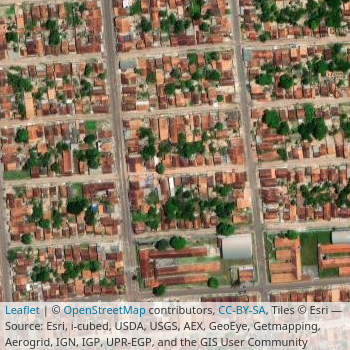 Leaflet | © OpenStreetMap contributors, CC-BY-SA, Tiles © Esri —
Source: Esri, i-cubed, USDA, USGS, AEX, GeoEye, Getmapping,
Aerogrid, IGN, IGP, UPR-EGP, and the GIS User Community